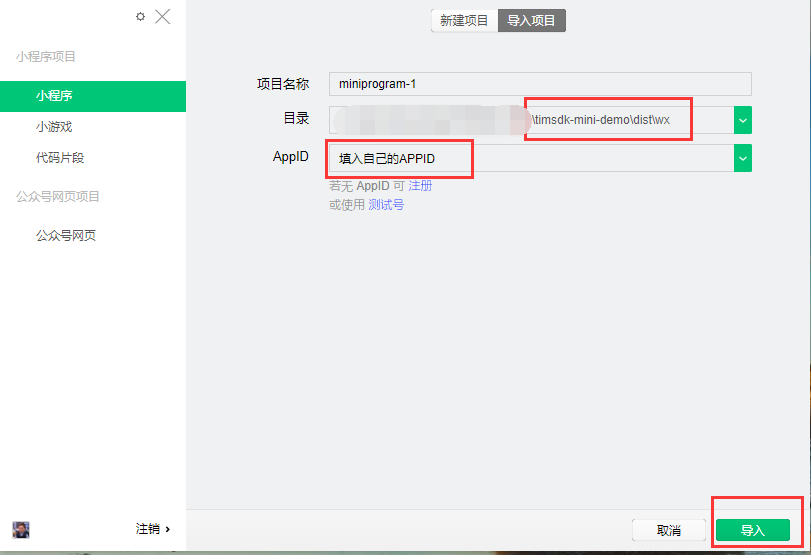 新建项目 导入项目
小程序项目
小程序
小游戏
代码片段
公众号网页项目
公众号网页
项目名称 miniprogram-1
目录 \timsdk-mini-demo\dist\wx
AppID 填入自己的APPID
若无 AppID 可 注册
或使用 测试号
注销
取消 导入